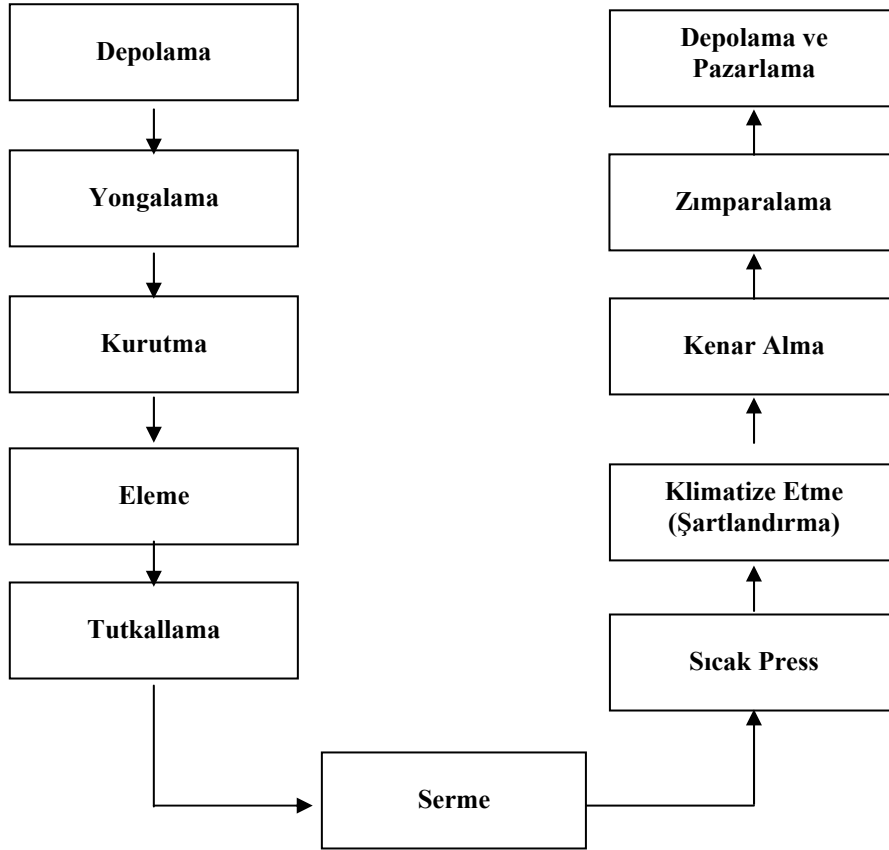 Depolama
Yongalama
Kurutma
Eleme
Tutkallama
Serme
Sıcak Press
Klimatize Etme
(Şartlandırma)
Kenar Alma
Zımparalama
Depolama ve
Pazarlama